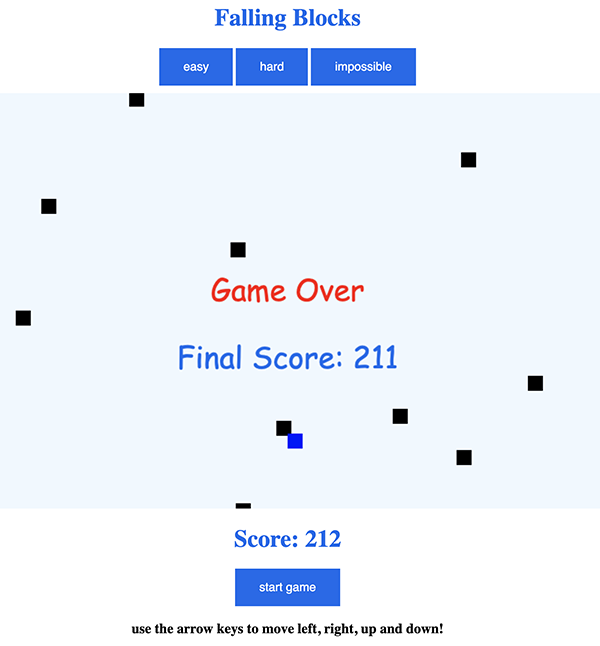 Falling Blocks
easy hard impossible
Game Over
Final Score: 211
Score: 212
start game
use the arrow keys to move left, right, up and down!